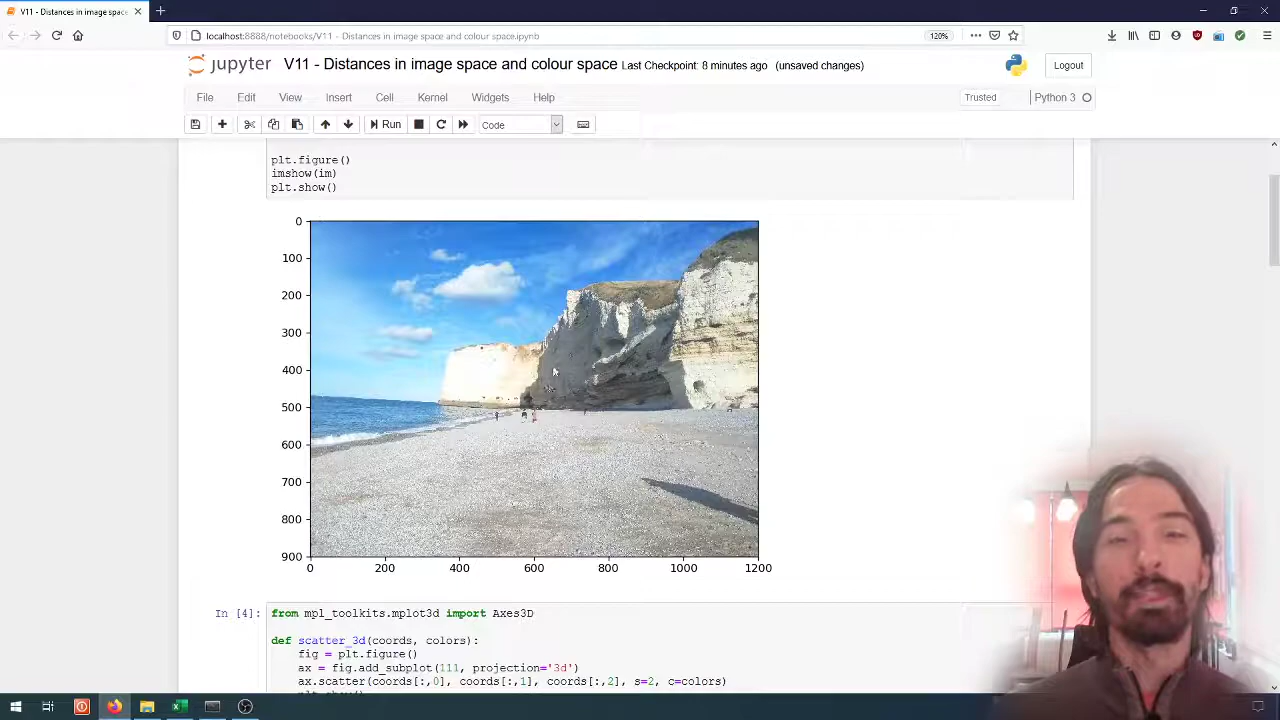 V11 - Distances in image space
localhost:8888/notebooks/V11 - Distances in image space and colour space.ipynb
120%
jupyter V11 - Distances in image space and colour space Last Checkpoint: 8 minutes ago (unsaved changes)
Logout
File Edit View Insert Cell Kernel Widgets Help
Trusted
Python 3
Run
Code
plt.figure()
imshow(im)
plt.show()
0
100
200
300
400
500
600
700
800
900
0 200 400 600 800 1000 1200
In [4]:
from mpl_toolkits.mplot3d import Axes3D
def scatter_3d(coords, colors):
fig = plt.figure()
ax = fig.add_subplot(111, projection='3d')
ax.scatter(coords[:,0], coords[:,1], coords[:,2], s=2, c=colors)
plt.show()